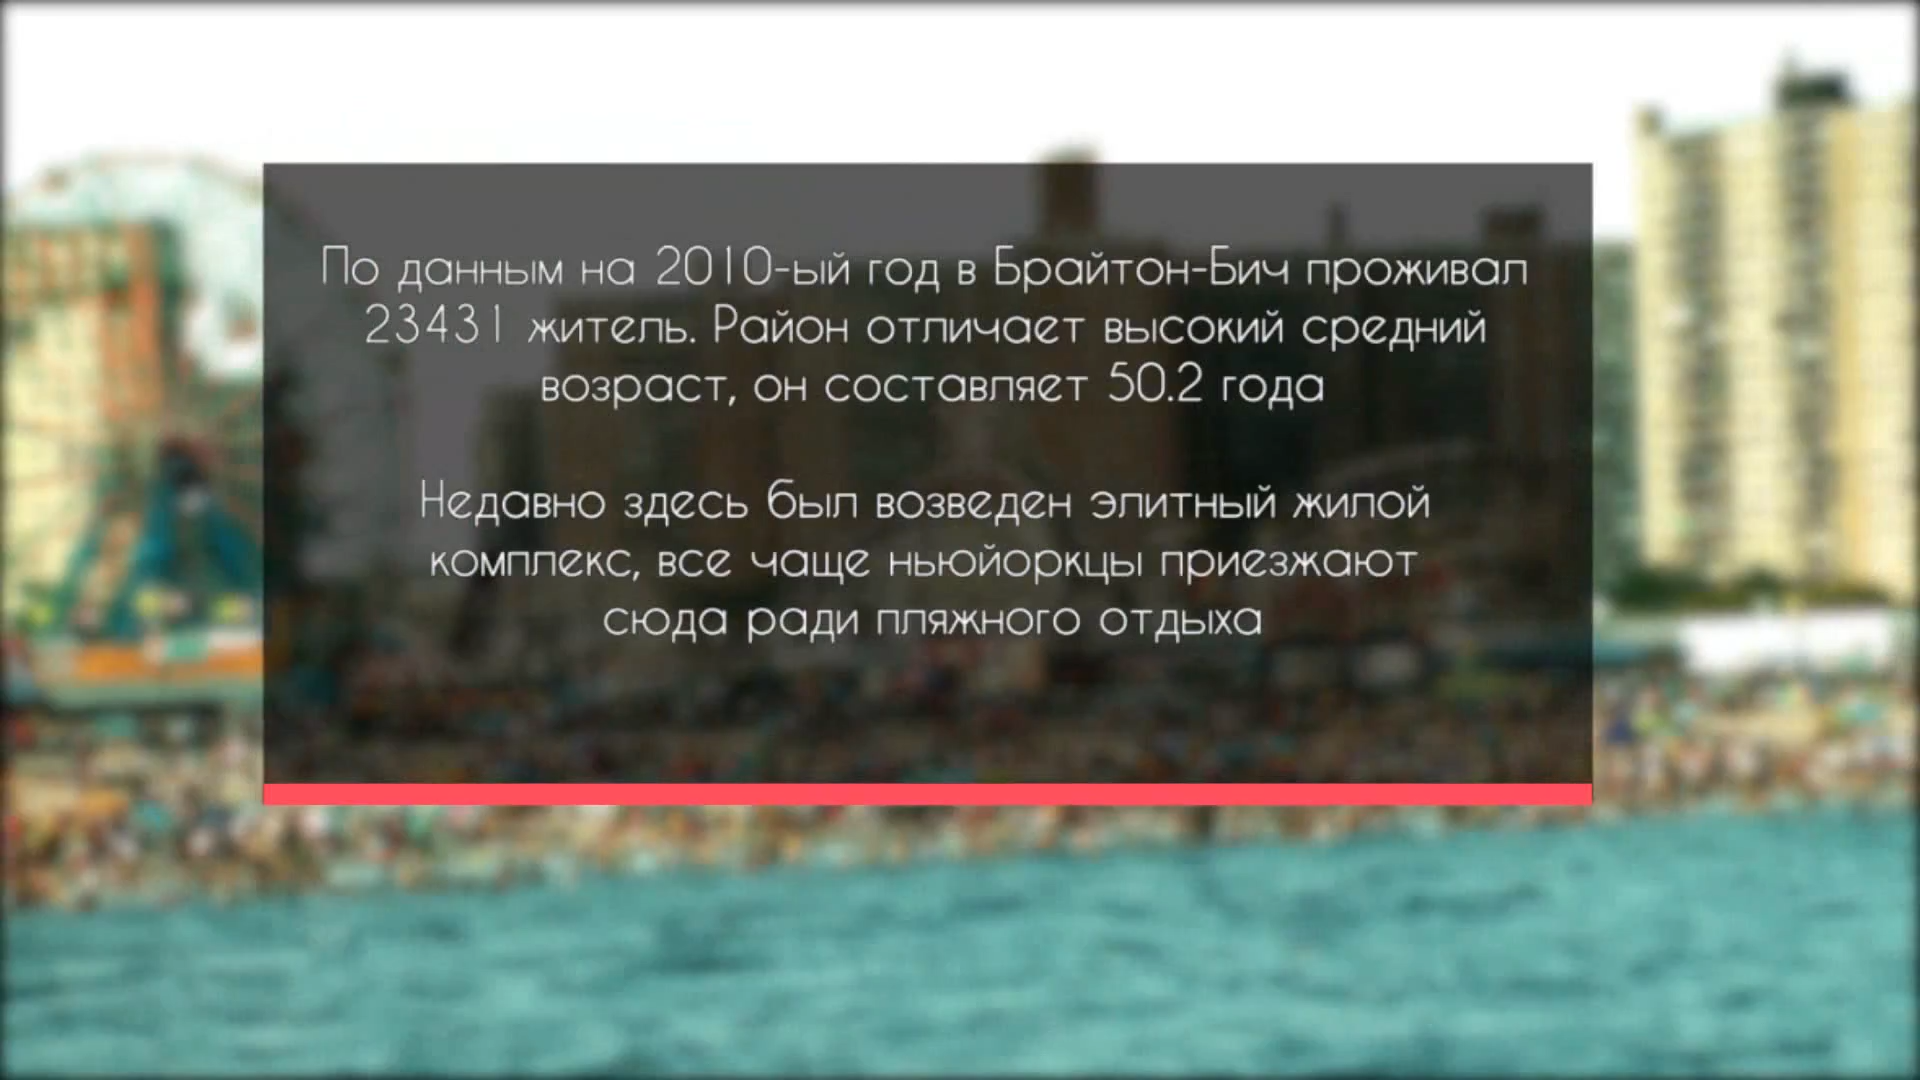 По данным на 2010-ый год в Брайтон-Бич проживал
23431 житель. Район отличает высокий средний
возраст, он составляет 50.2 года
Недавно здесь был возведен элитный жилой
комплекс, все чаще ньюйоркцы приезжают
сюда ради пляжного отдыха